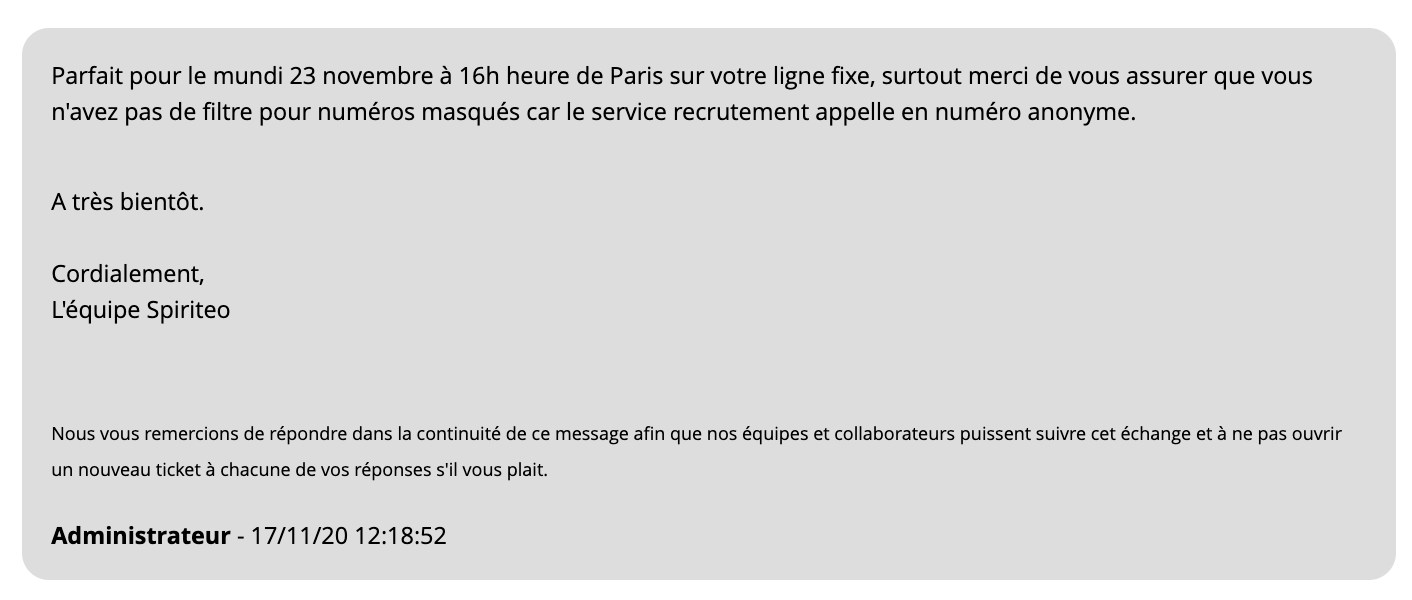 Parfait pour le mundi 23 novembre à 16h heure de Paris sur votre ligne fixe, surtout merci de vous assurer que vous
n'avez pas de filtre pour numéros masqués car le service recrutement appelle en numéro anonyme.
A très bientôt.
Cordialement,
L'équipe Spiriteo
Nous vous remercions de répondre dans la continuité de ce message afin que nos équipes et collaborateurs puissent suivre cet échange et à ne pas ouvrir
un nouveau ticket à chacune de vos réponses s'il vous plait.
Administrateur - 17/11/20 12:18:52